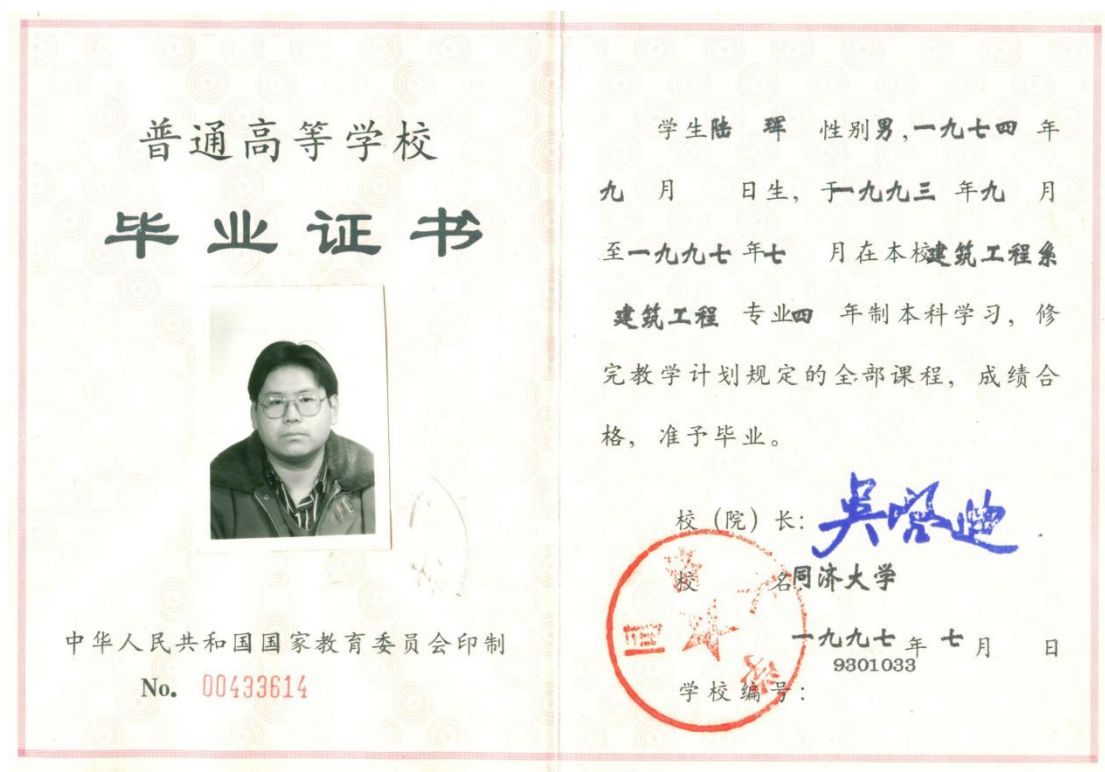 普通高等学校
毕业证书
中华人民共和国国家教育委员会印制
No. 00433614
学生陆 珲 性别男,一九七四 年
九 月 日生, 于一九九三 年九 月
至一九九七 年七 月在本校建筑工程系
建筑工程 专业四 年制本科学习, 修
完教学计划规定的全部课程, 成绩合
格, 准予毕业。
校 (院) 长: 吴启迪
校 名同济大学
一九九七 年 七 月 日
9301033
学校编号: